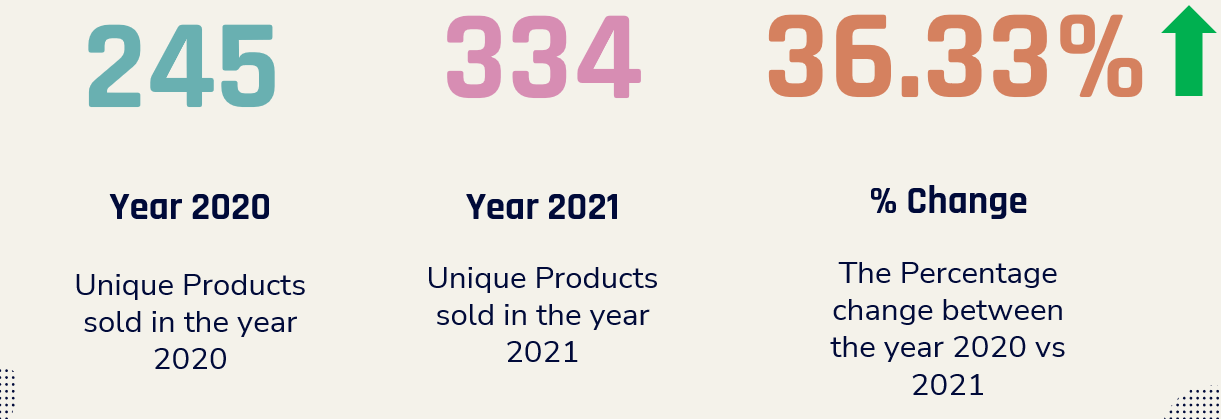 245
Year 2020
Unique Products
sold in the year
2020
334
Year 2021
Unique Products
sold in the year
2021
36.33%
% Change
The Percentage
change between
the year 2020 vs
2021